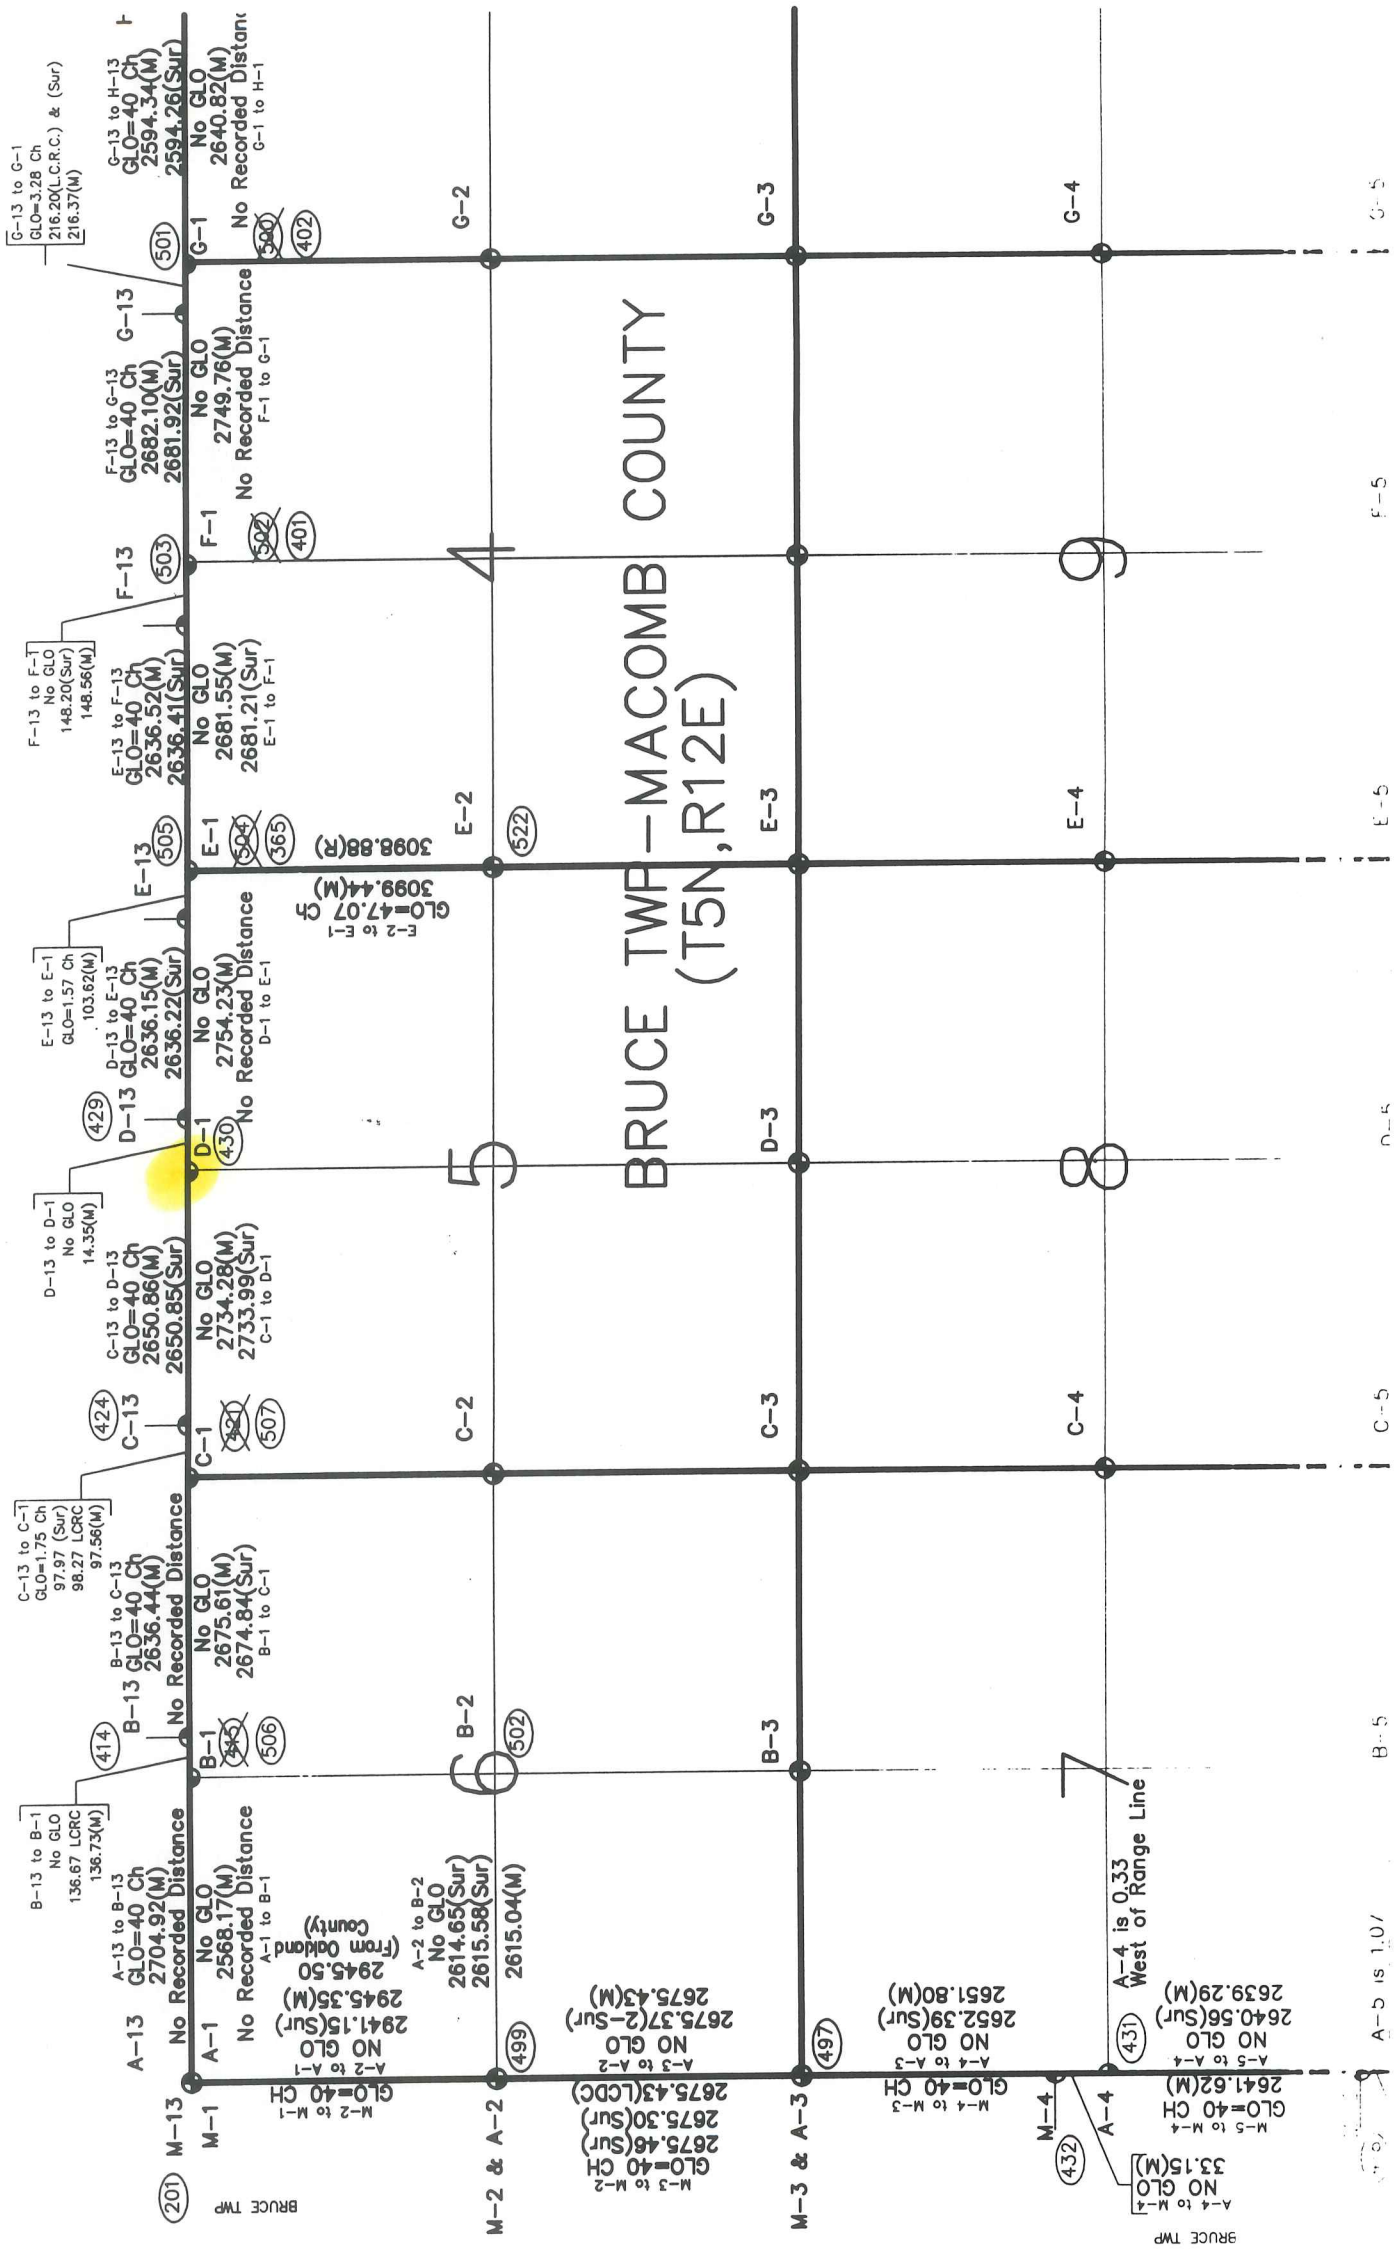 B-13 to B-1
No GLO
136.67 LCRC
136.73(M)
C-13 to C-1
GLO=1.75 Ch
97.97 (Sur)
98.27 LCRC
97.56(M)
D-13 to D-1
No GLO
14.35(M)
E-13 to E-1
GLO=1.57 Ch
103.62(M)
F-13 to F-1
No GLO
148.20(Sur)
148.56(M)
G-13 to G-1
GLO=3.28 Ch
216.20(L.C.R.C.) & (Sur)
216.37(M)
201
M-13
M-1
A-13
A-1
A-13 to B-13
GLO=40 Ch
2704.92(M)
No Recorded Distance
No GLO
2568.17(M)
No Recorded Distance
A-1 to B-1
414
B-13
B-1
415
506
B-13 to C-13
GLO=40 Ch
2636.44(M)
No Recorded Distance
No GLO
2675.61(M)
2674.84(Sur)
B-1 to C-1
424
C-13
C-1
421
507
C-13 to D-13
GLO=40 Ch
2650.86(M)
2650.85(Sur)
No GLO
2734.28(M)
2733.99(Sur)
C-1 to D-1
429
D-13
D-1
430
D-13 to E-13
GLO=40 Ch
2636.15(M)
2636.22(Sur)
No GLO
2754.23(M)
No Recorded Distance
D-1 to E-1
E-13
505
E-1
504
365
E-13 to F-13
GLO=40 Ch
2636.52(M)
2636.41(Sur)
No GLO
2681.55(M)
2681.21(Sur)
E-1 to F-1
F-13
503
F-1
502
401
F-13 to G-13
GLO=40 Ch
2682.10(M)
2681.92(Sur)
No GLO
2749.76(M)
No Recorded Distance
F-1 to G-1
G-13
501
G-1
500
402
G-13 to H-13
GLO=40 Ch
2594.34(M)
2594.26(Sur)
No GLO
2640.82(M)
No Recorded Distanc
G-1 to H-1
BRUCE TWP
M-2 to M-1
GLO=40 CH
A-2 to A-1
NO GLO
2941.15(Sur)
2945.35(M)
2945.50
(From Oakland
County)
E-2 to E-1
GLO=47.07 Ch
3099.44(M)
3098.88(R)
M-2 & A-2
499
A-2 to B-2
No GLO
2614.65(Sur)
2615.58(Sur)
2615.04(M)
6
B-2
502
C-2
5
E-2
522
4
G-2
M-3 to M-2
GLO=40 CH
2675.46(Sur)
2675.30(Sur)
2675.43(LCDC)
A-3 to A-2
NO GLO
2675.37(2-Sur)
2675.43(M)
BRUCE TWP-MACOMB COUNTY
(T5N,R12E)
M-3 & A-3
497
B-3
C-3
D-3
E-3
G-3
M-4 to M-3
GLO=40 CH
A-4 to A-3
NO GLO
2652.39(Sur)
2651.80(M)
432
M-4
A-4
431
A-4 is 0.33
West of Range Line
7
C-4
8
E-4
9
G-4
A-4 to M-4
NO GLO
33.15(M)
M-5 to M-4
GLO=40 CH
2641.62(M)
A-5 to A-4
NO GLO
2640.56(Sur)
2639.29(M)
BRUCE TWP
A-5 is 1.07
B-5
C-5
D-5
E-5
F-5
G-5